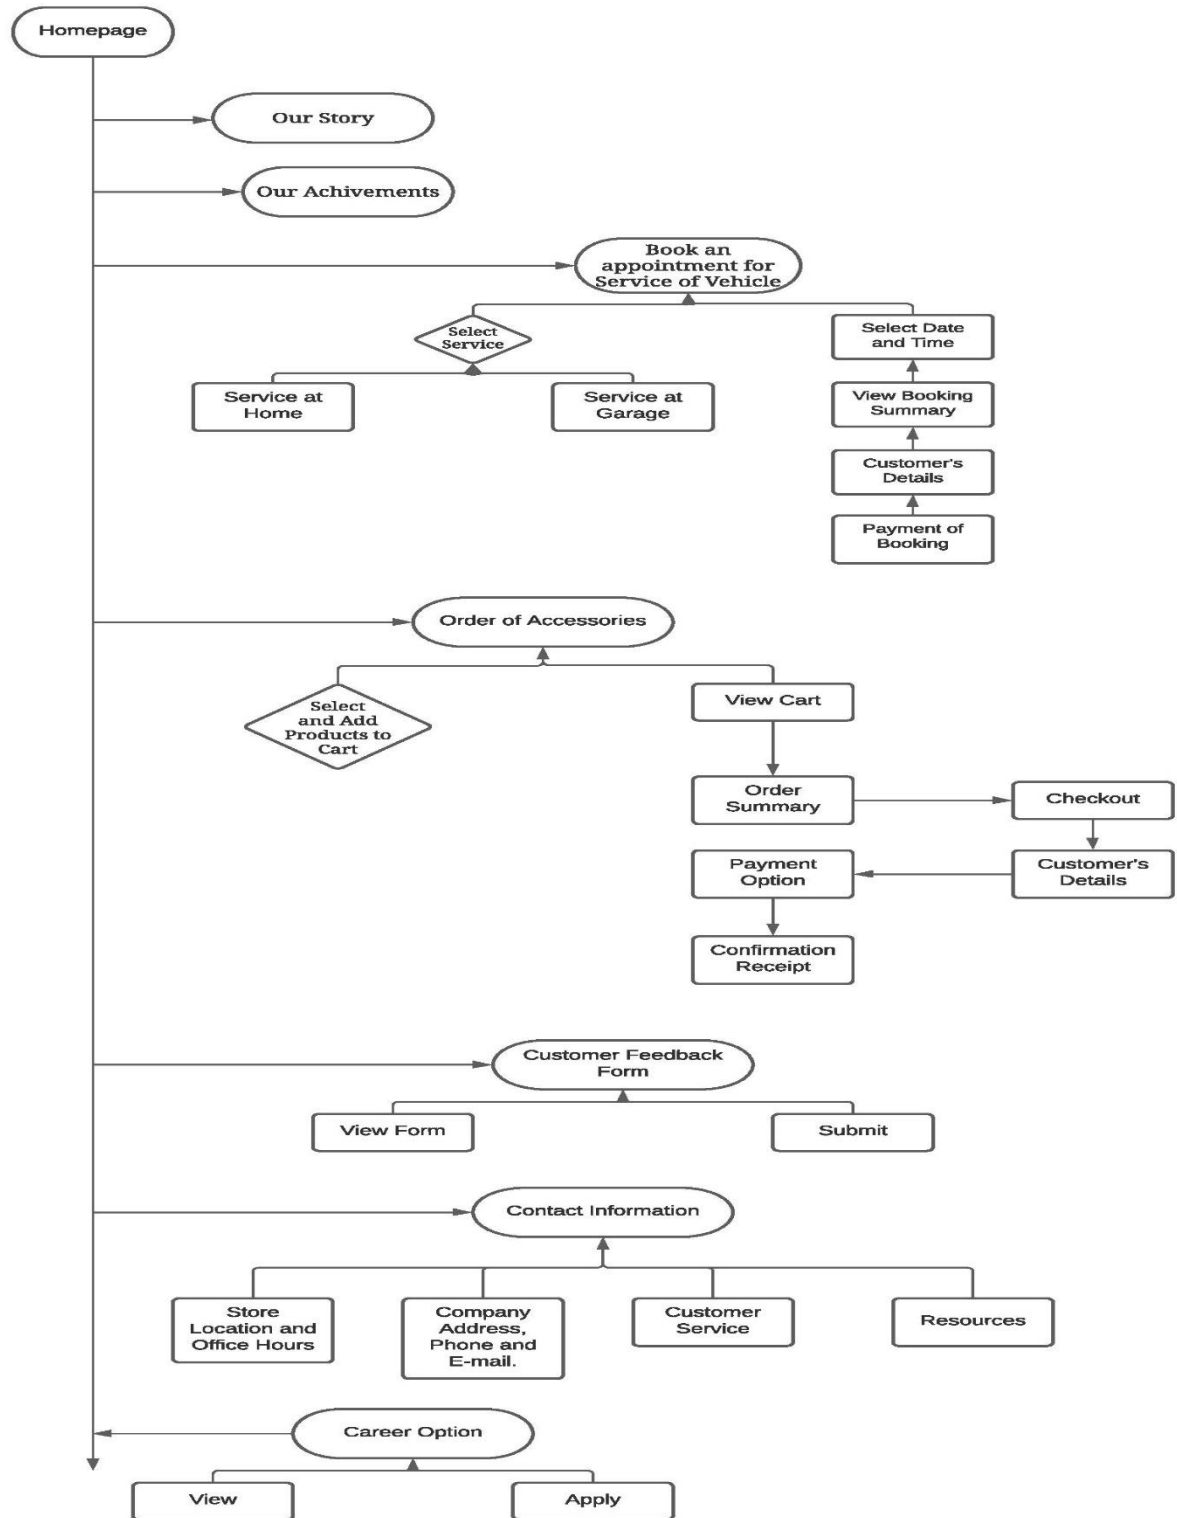 Homepage
Our Story
Our Achivements
Book an
appointment for
Service of Vehicle
Select
Service
Select Date
and Time
Service at
Home
Service at
Garage
View Booking
Summary
Customer's
Details
Payment of
Booking
Order of Accessories
Select
and Add
Products to
Cart
View Cart
Order
Summary
Checkout
Payment
Option
Customer's
Details
Confirmation
Receipt
Customer Feedback
Form
View Form
Submit
Contact Information
Store
Location and
Office Hours
Company
Address,
Phone and
E-mail.
Customer
Service
Resources
Career Option
View
Apply